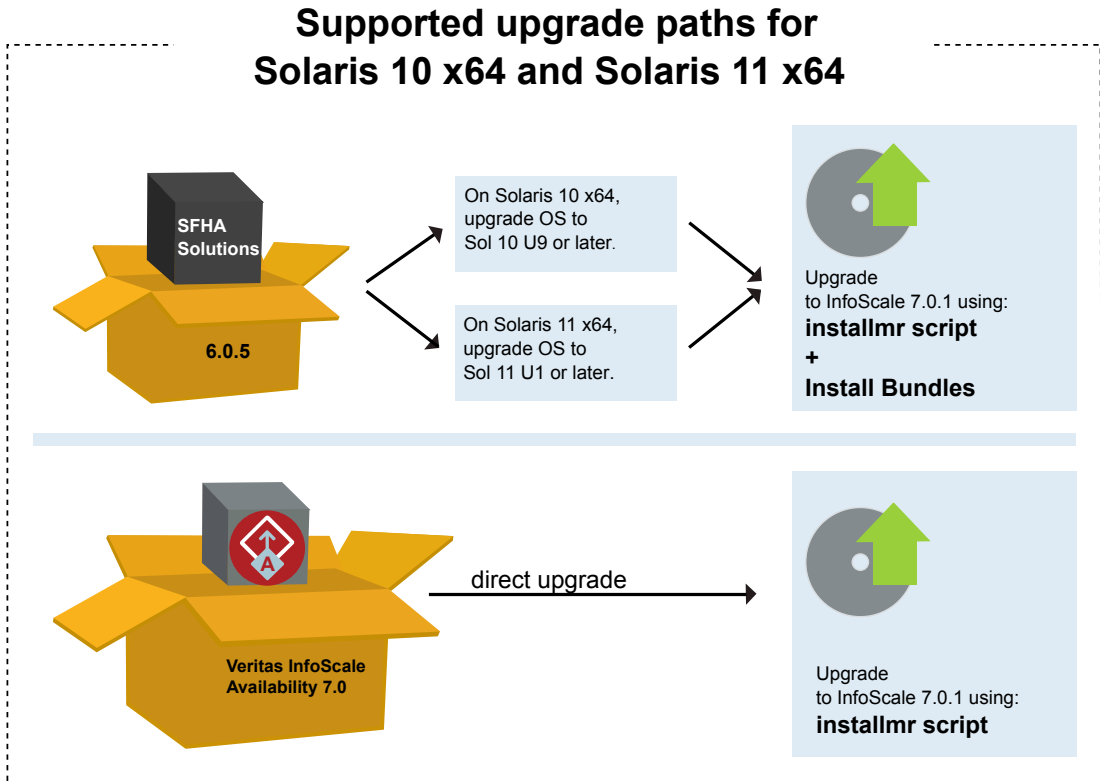 Supported upgrade paths for
Solaris 10 x64 and Solaris 11 x64
SFHA
Solutions
6.0.5
On Solaris 10 x64,
upgrade OS to
Sol 10 U9 or later.
On Solaris 11 x64,
upgrade OS to
Sol 11 U1 or later.
Upgrade
to InfoScale 7.0.1 using:
installmr script
+
Install Bundles
A
Veritas InfoScale
Availability 7.0
direct upgrade
Upgrade
to InfoScale 7.0.1 using:
installmr script